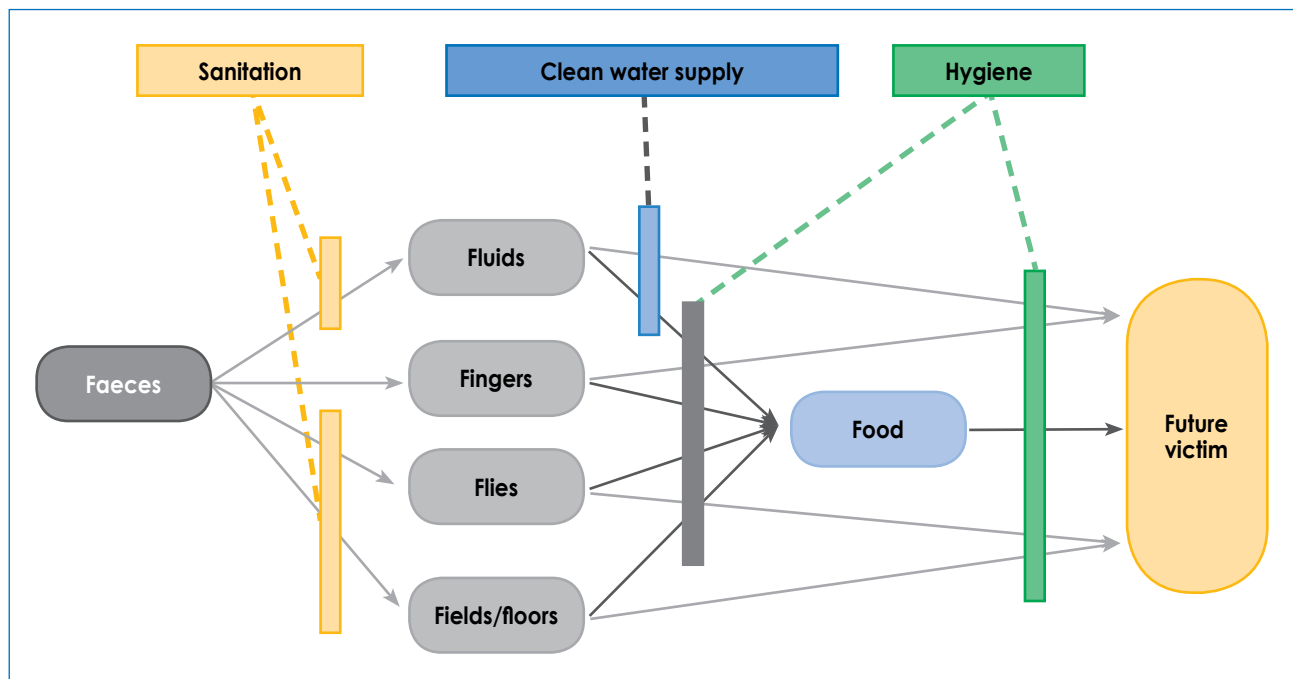 Sanitation
Clean water supply
Hygiene
Fluids
Faeces
Fingers
Food
Future
victim
Flies
Fields/floors